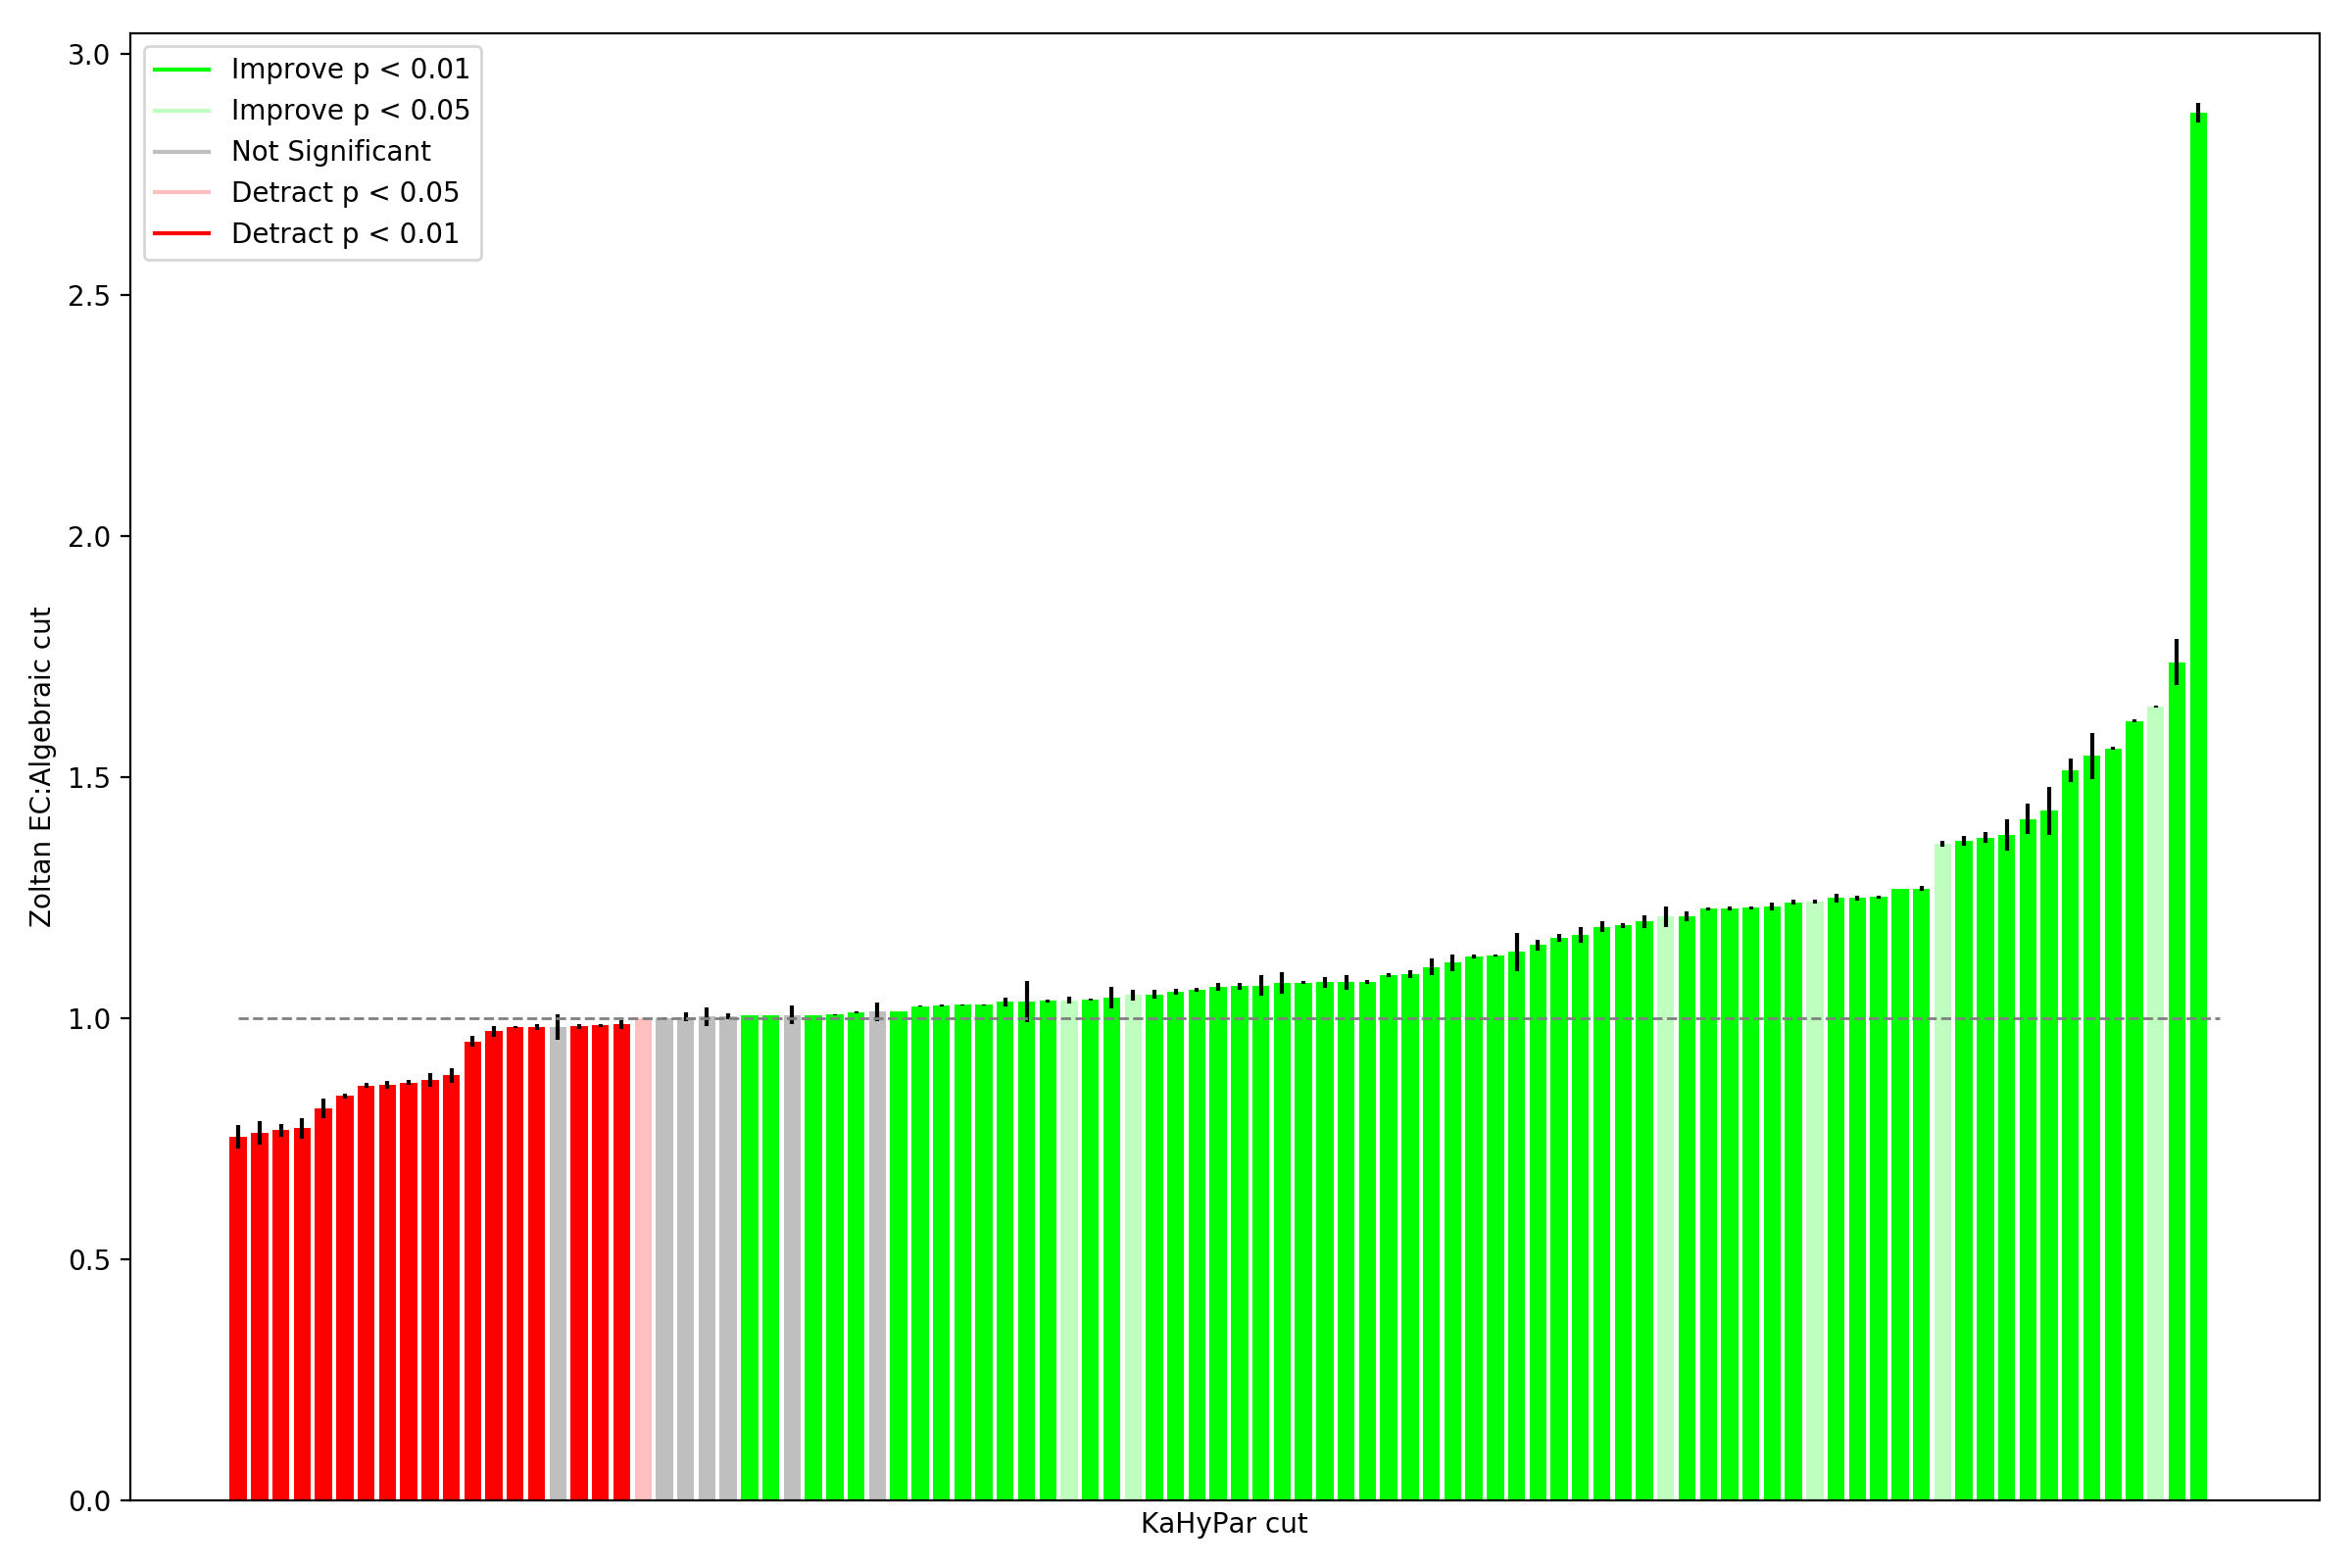 Improve p < 0.01
Improve p < 0.05
Not Significant
Detract p < 0.05
Detract p < 0.01
3.0
2.5
2.0
1.5
1.0
0.5
0.0
Zoltan EC:Algebraic cut
KaHyPar cut